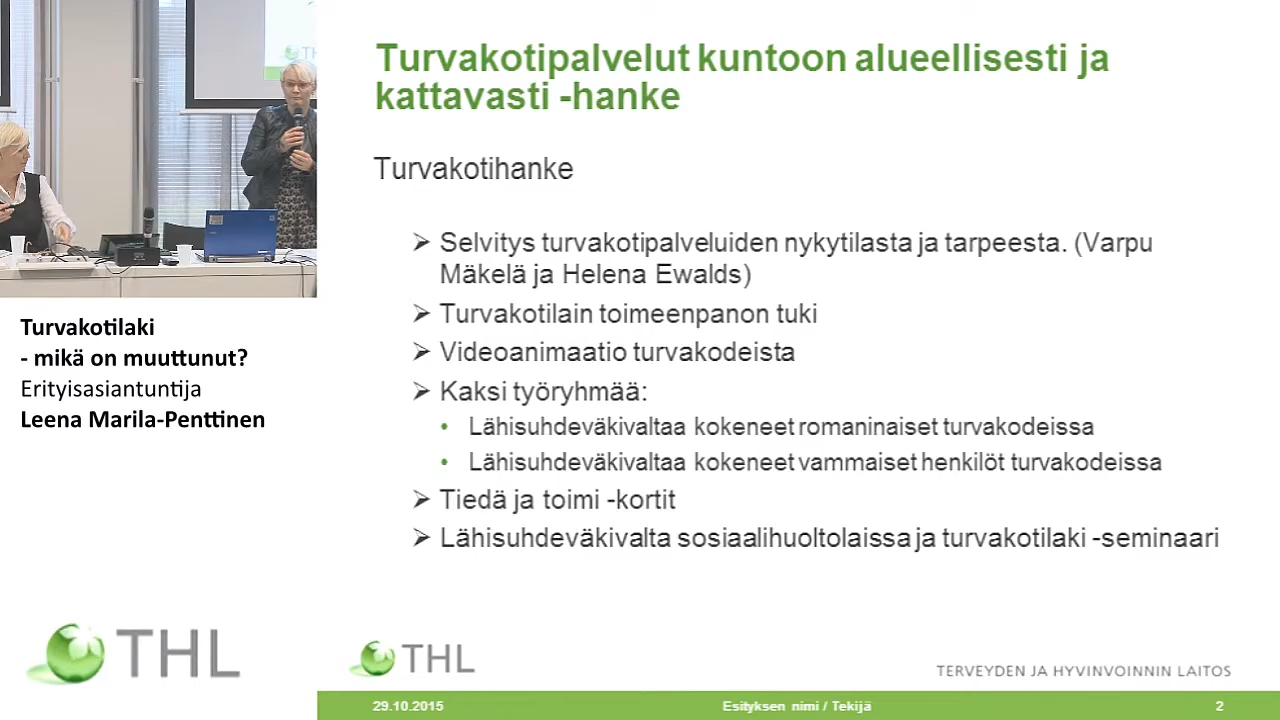 Turvakotipalvelut kuntoon alueellisesti ja
kattavasti -hanke
Turvakotihanke
Selvitys turvakotipalveluiden nykytilasta ja tarpeesta. (Varpu
Mäkelä ja Helena Ewalds)
Turvakotilain toimeenpanon tuki
Videoanimaatio turvakodeista
Kaksi työryhmää:
Lähisuhdeväkivaltaa kokeneet romaninaiset turvakodeissa
Lähisuhdeväkivaltaa kokeneet vammaiset henkilöt turvakodeissa
Tiedä ja toimi -kortit
Lähisuhdeväkivalta sosiaalihuoltolaissa ja turvakotilaki -seminaari
Turvakotilaki
- mikä on muuttunut?
Erityisasiantuntija
Leena Marila-Penttinen
THL
THL
TERVEYDEN JA HYVINVOINNIN LAITOS
29.10.2015 Esityksen nimi / Tekijä 2